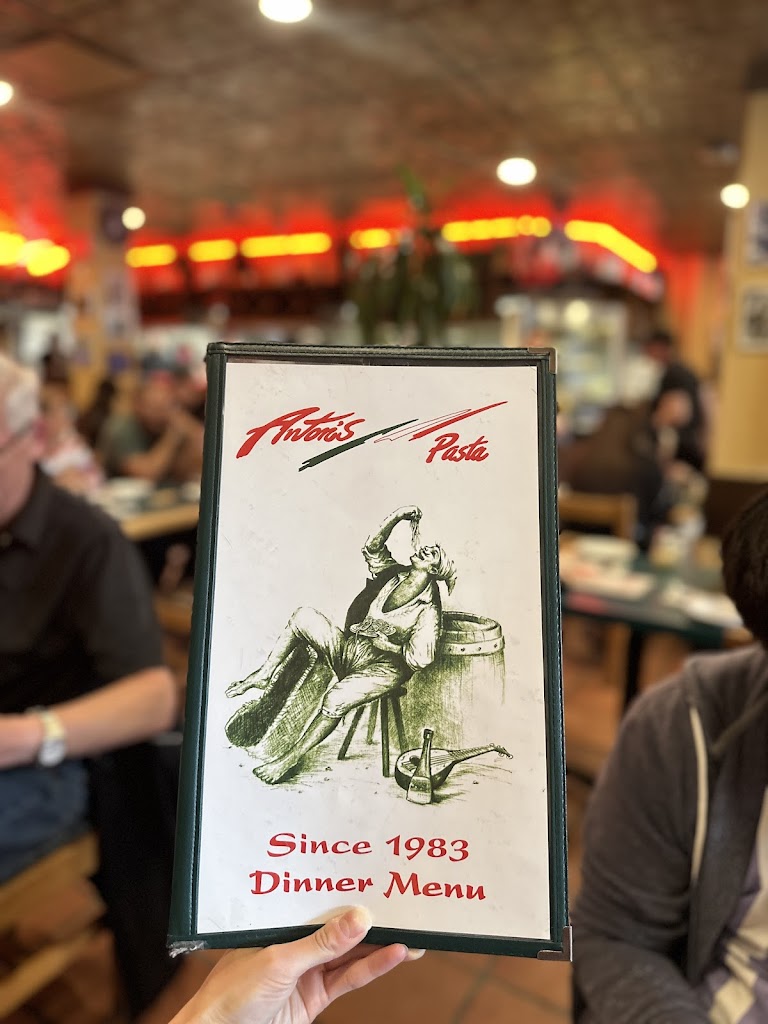 Anton's
Pasta
Since 1983
Dinner Menu